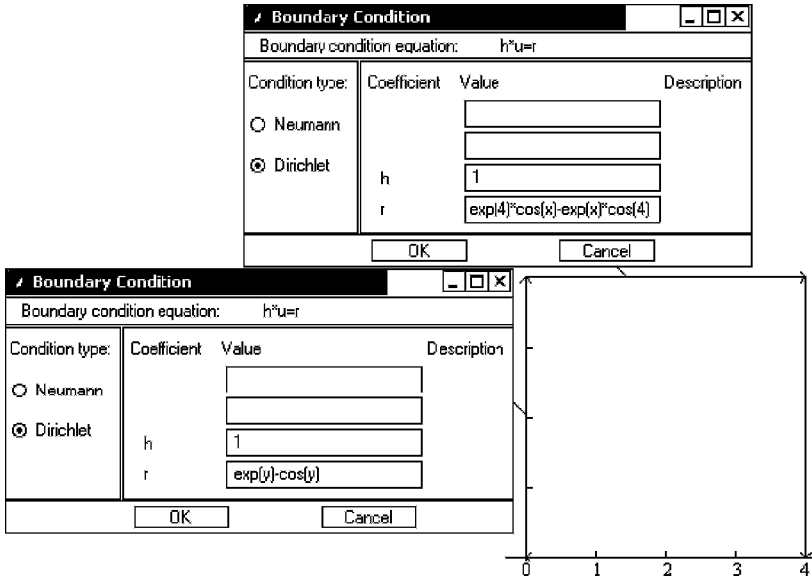 Boundary Condition
Boundary condition equation: h*u=r
Condition type: Coefficient Value Description
Neumann
Dirichlet
h 1
r exp(4)*cos(x)-exp(x)*cos(4)
OK Cancel
Boundary Condition
Boundary condition equation: h*u=r
Condition type: Coefficient Value Description
Neumann
Dirichlet
h 1
r exp(y)-cos(y)
OK Cancel
0 1 2 3 4